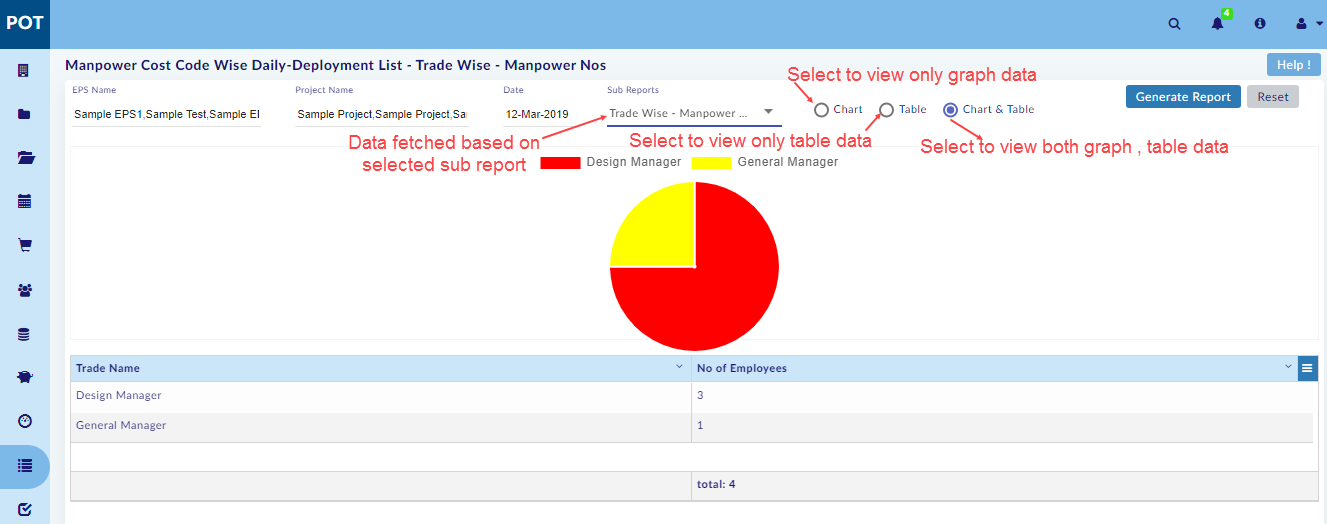 POT
4
Manpower Cost Code Wise Daily-Deployment List - Trade Wise - Manpower Nos
Help !
Select to view only graph data
EPS Name
Project Name
Date
Sub Reports
Sample EPS1,Sample Test,Sample El
Sample Project,Sample Project,Sa
12-Mar-2019
Trade Wise - Manpower ...
Chart
Table
Chart & Table
Generate Report
Reset
Data fetched based on
selected sub report
Select to view only table data
Select to view both graph , table data
Design Manager
General Manager
Trade Name
No of Employees
Design Manager
3
General Manager
1
total: 4